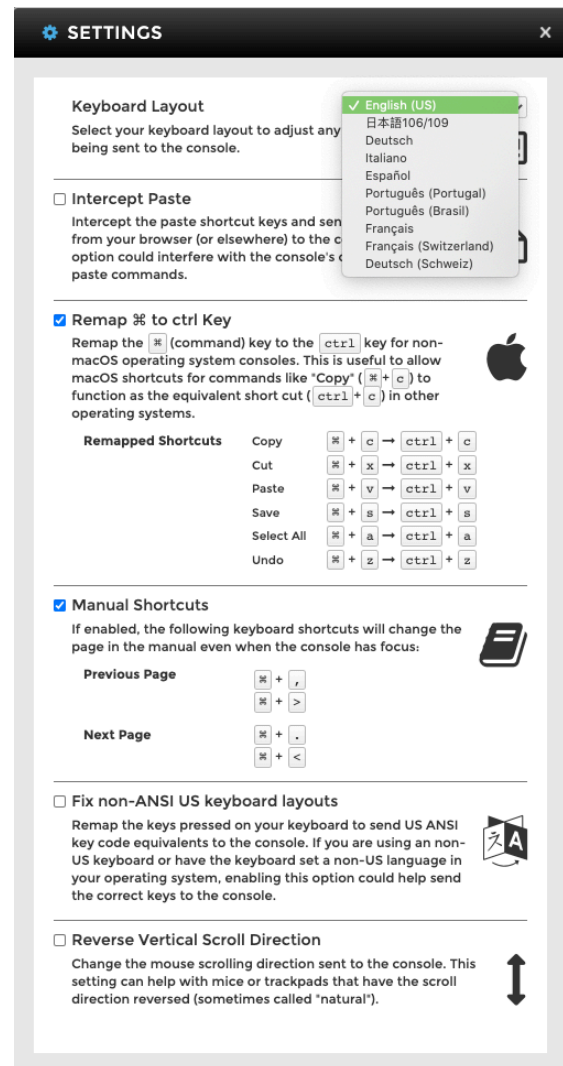 SETTINGS
x
Keyboard Layout
Select your keyboard layout to adjust any
being sent to the console.
✓ English (US)
日本語106/109
Deutsch
Italiano
Español
Português (Portugal)
Português (Brasil)
Français
Français (Switzerland)
Deutsch (Schweiz)
Intercept Paste
Intercept the paste shortcut keys and sen
from your browser (or elsewhere) to the c
option could interfere with the console's
paste commands.
Remap ⌘ to ctrl Key
Remap the ⌘ (command) key to the ctrl key for non-
macOS operating system consoles. This is useful to allow
macOS shortcuts for commands like "Copy" ( ⌘ + c ) to
function as the equivalent short cut ( ctrl + c ) in other
operating systems.
Remapped Shortcuts Copy ⌘ + c → ctrl + c
Cut ⌘ + x → ctrl + x
Paste ⌘ + v → ctrl + v
Save ⌘ + s → ctrl + s
Select All ⌘ + a → ctrl + a
Undo ⌘ + z → ctrl + z
Manual Shortcuts
If enabled, the following keyboard shortcuts will change the
page in the manual even when the console has focus:
Previous Page ⌘ + ,
⌘ + >
Next Page ⌘ + .
⌘ + <
Fix non-ANSI US keyboard layouts
Remap the keys pressed on your keyboard to send US ANSI
key code equivalents to the console. If you are using an non-
US keyboard or have the keyboard set a non-US language in
your operating system, enabling this option could help send
the correct keys to the console.
A
Reverse Vertical Scroll Direction
Change the mouse scrolling direction sent to the console. This
setting can help with mice or trackpads that have the scroll
direction reversed (sometimes called "natural").